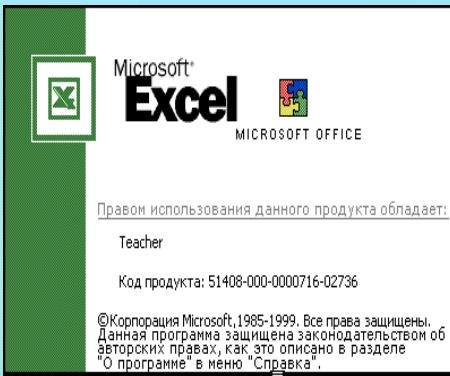 Microsoft®
Excel
MICROSOFT OFFICE
Правом использования данного продукта обладает:
Teacher
Код продукта: 51408-000-0000716-02736
©Корпорация Microsoft,1985-1999. Все права защищены.
Данная программа защищена законодательством об
авторских правах, как это описано в разделе
"О программе" в меню "Справка".